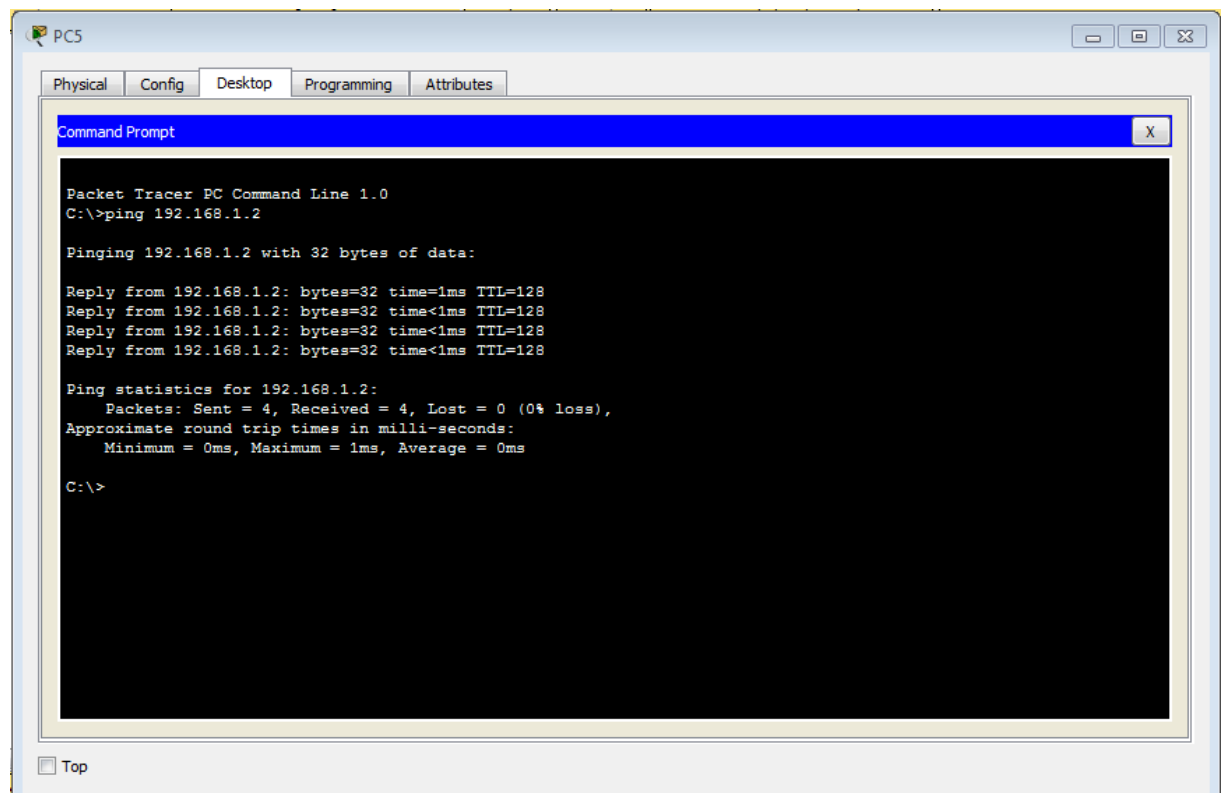 PC5
Physical Config Desktop Programming Attributes
Command Prompt
X
Packet Tracer PC Command Line 1.0
C:\>ping 192.168.1.2
Pinging 192.168.1.2 with 32 bytes of data:
Reply from 192.168.1.2: bytes=32 time=1ms TTL=128
Reply from 192.168.1.2: bytes=32 time<1ms TTL=128
Reply from 192.168.1.2: bytes=32 time<1ms TTL=128
Reply from 192.168.1.2: bytes=32 time<1ms TTL=128
Ping statistics for 192.168.1.2:
Packets: Sent = 4, Received = 4, Lost = 0 (0% loss),
Approximate round trip times in milli-seconds:
Minimum = 0ms, Maximum = 1ms, Average = 0ms
C:\>
Top